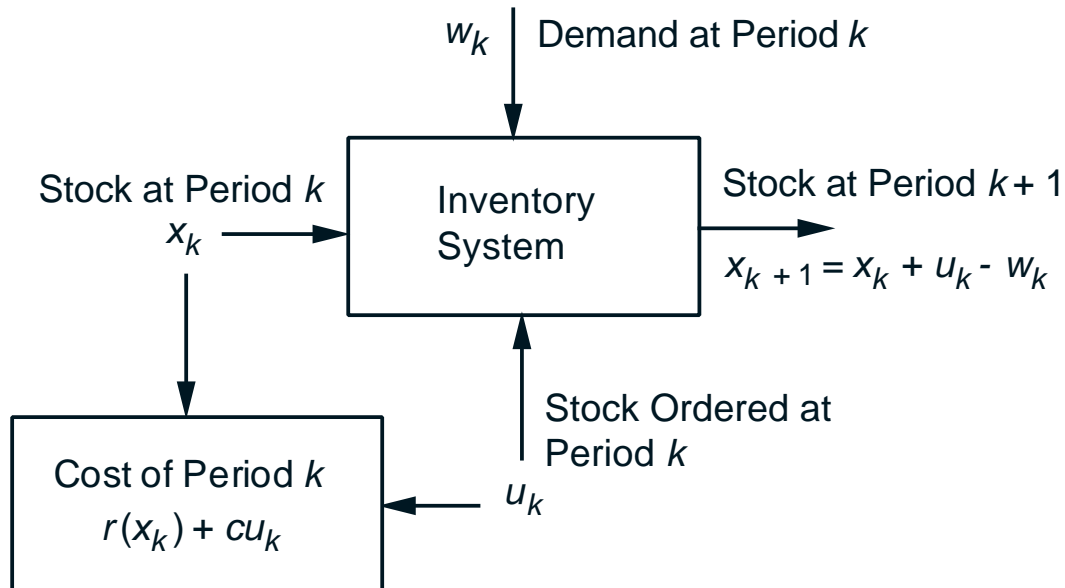 w_k Demand at Period k
Stock at Period k
x_k
Inventory
System
Stock at Period k + 1
x_{k + 1} = x_k + u_k - w_k
Stock Ordered at
Period k
u_k
Cost of Period k
r(x_k) + cu_k